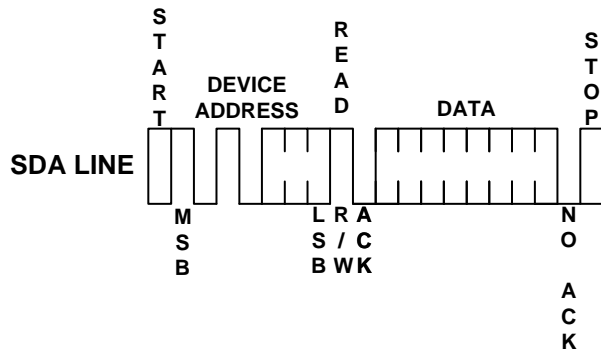 START
DEVICE
ADDRESS
READ
DATA
STOP
SDA LINE
MSB
LSB
R/W
ACK
NO ACK